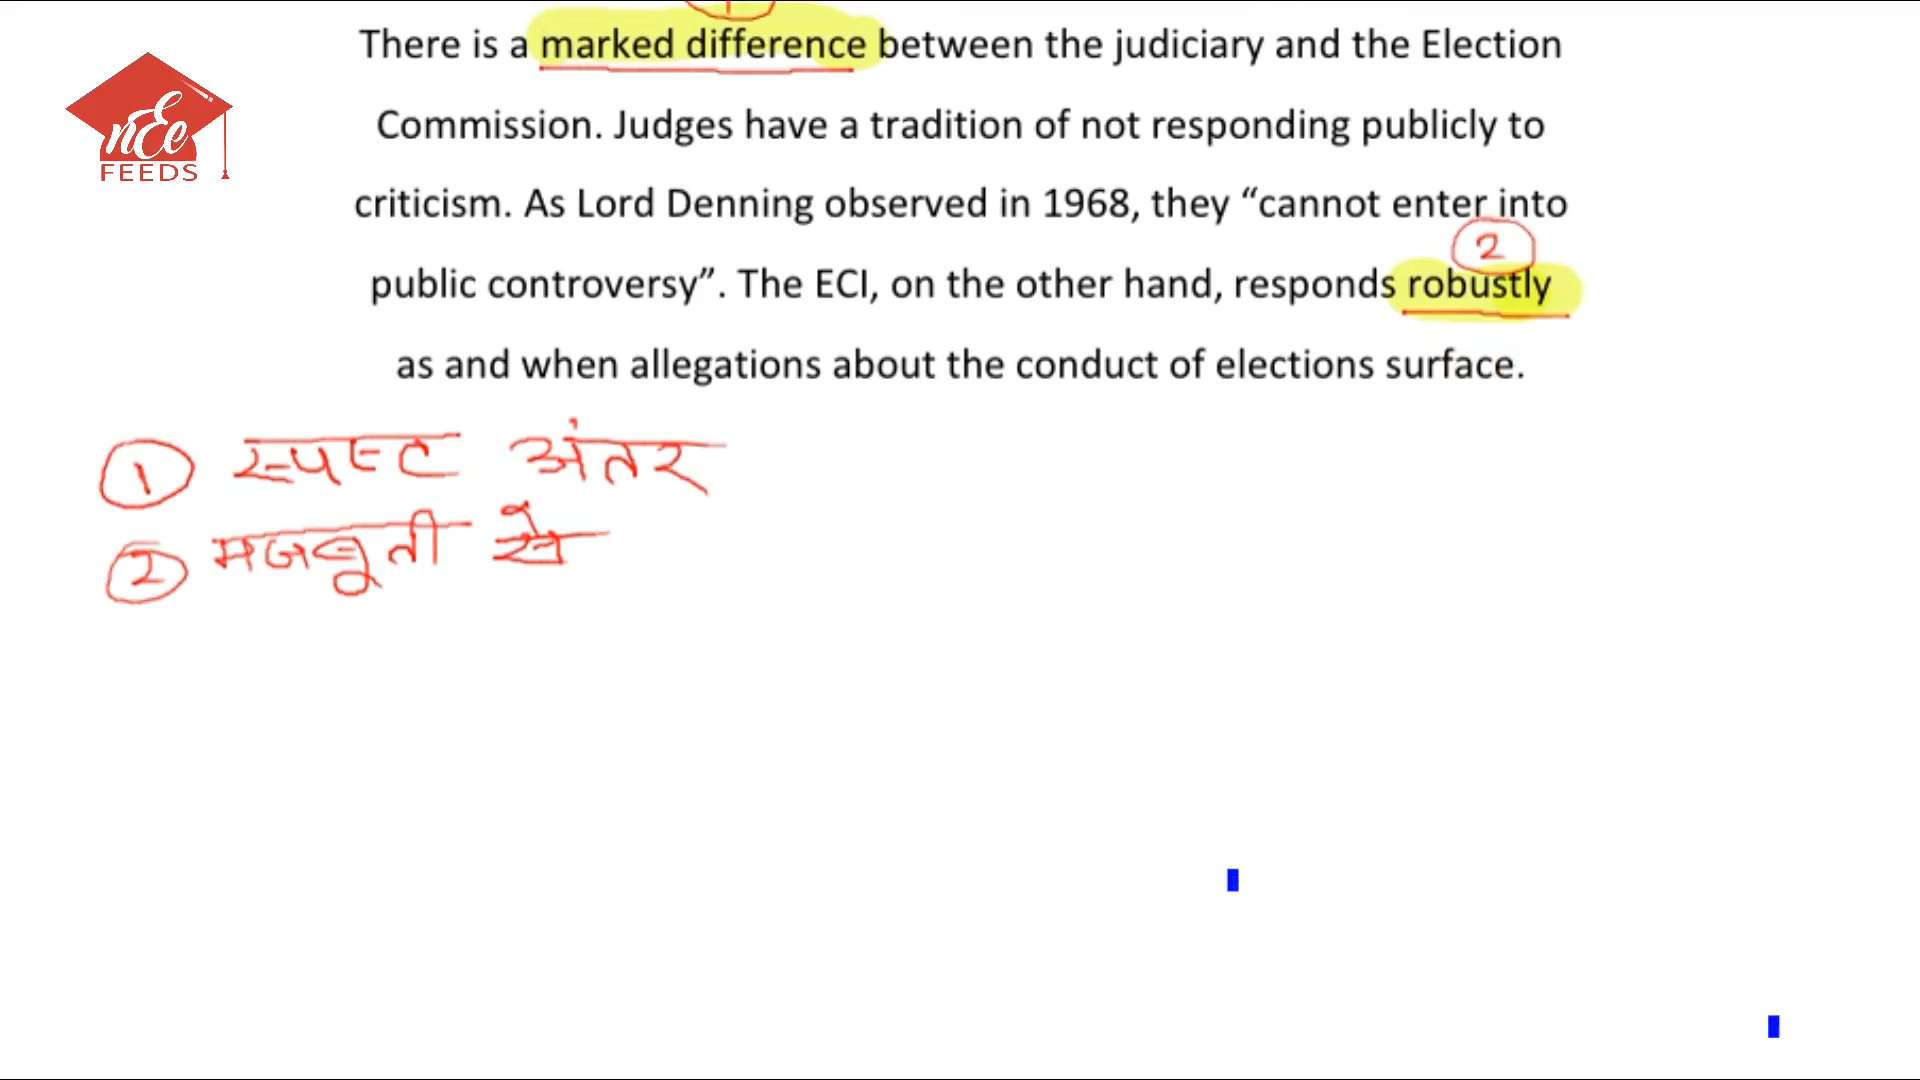 1
There is a marked difference between the judiciary and the Election
Commission. Judges have a tradition of not responding publicly to
criticism. As Lord Denning observed in 1968, they “cannot enter into
2
public controversy”. The ECI, on the other hand, responds robustly
as and when allegations about the conduct of elections surface.
nEe
FEEDS
1 स्पष्ट अंतर
2 मजबूती से